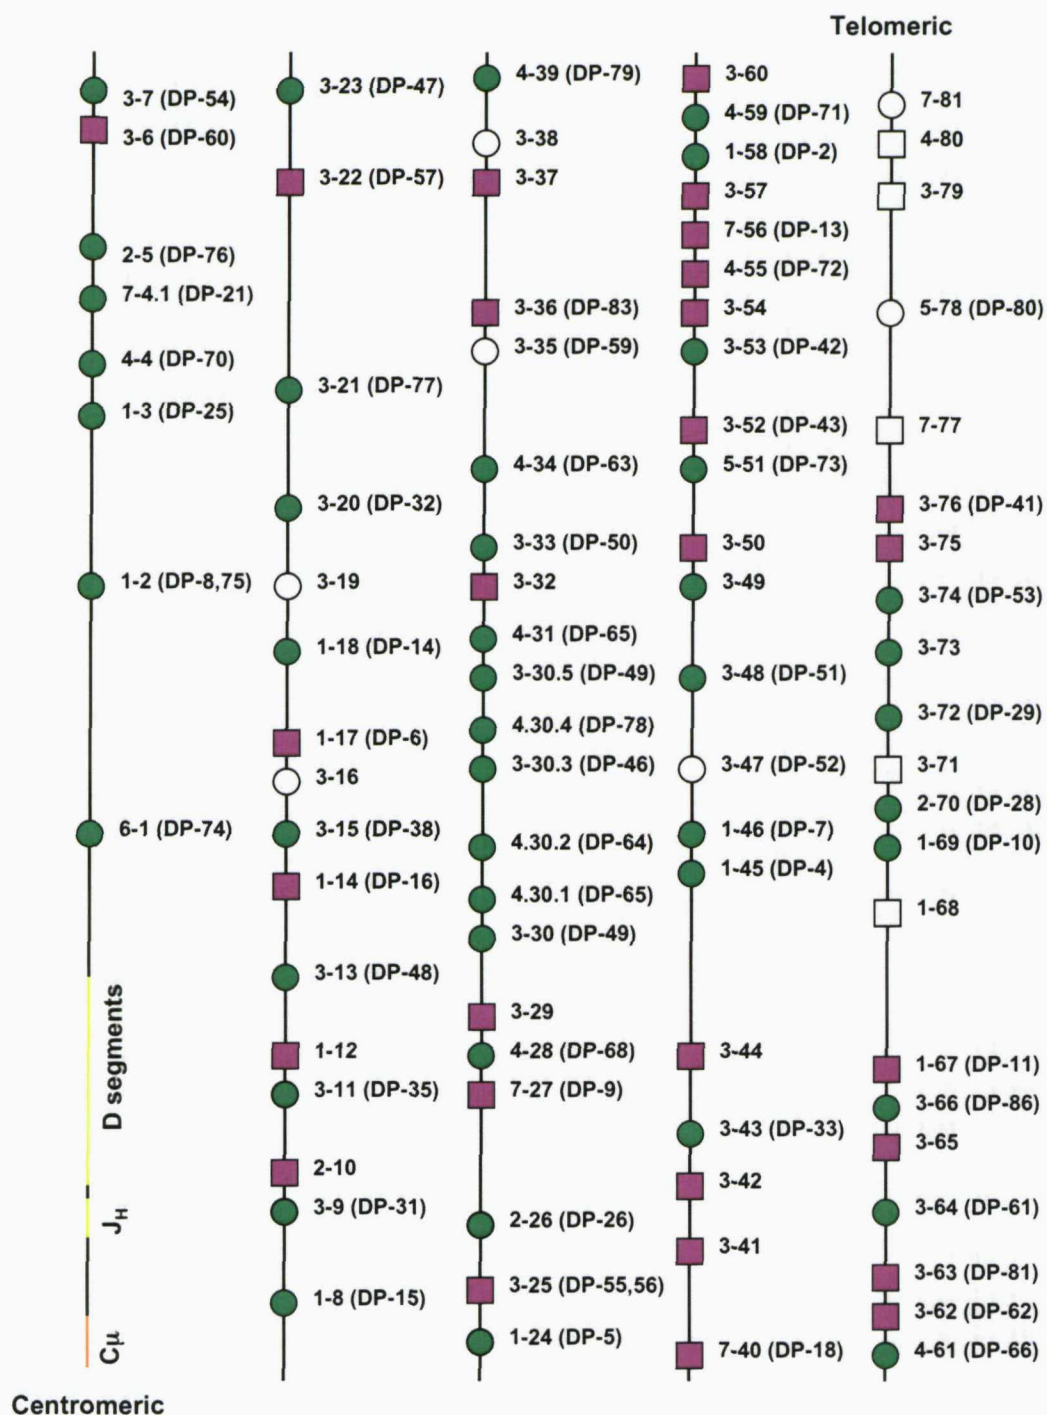 Telomeric
3-7 (DP-54)
3-6 (DP-60)
2-5 (DP-76)
7-4.1 (DP-21)
4-4 (DP-70)
1-3 (DP-25)
1-2 (DP-8,75)
6-1 (DP-74)
D segments
JH
Cµ
Centromeric
3-23 (DP-47)
3-22 (DP-57)
3-21 (DP-77)
3-20 (DP-32)
3-19
1-18 (DP-14)
1-17 (DP-6)
3-16
3-15 (DP-38)
1-14 (DP-16)
3-13 (DP-48)
1-12
3-11 (DP-35)
2-10
3-9 (DP-31)
1-8 (DP-15)
4-39 (DP-79)
3-38
3-37
3-36 (DP-83)
3-35 (DP-59)
4-34 (DP-63)
3-33 (DP-50)
3-32
4-31 (DP-65)
3-30.5 (DP-49)
4.30.4 (DP-78)
3-30.3 (DP-46)
4.30.2 (DP-64)
4.30.1 (DP-65)
3-30 (DP-49)
3-29
4-28 (DP-68)
7-27 (DP-9)
2-26 (DP-26)
3-25 (DP-55,56)
1-24 (DP-5)
3-60
4-59 (DP-71)
1-58 (DP-2)
3-57
7-56 (DP-13)
4-55 (DP-72)
3-54
3-53 (DP-42)
3-52 (DP-43)
5-51 (DP-73)
3-50
3-49
3-48 (DP-51)
3-47 (DP-52)
1-46 (DP-7)
1-45 (DP-4)
3-44
3-43 (DP-33)
3-42
3-41
7-40 (DP-18)
7-81
4-80
3-79
5-78 (DP-80)
7-77
3-76 (DP-41)
3-75
3-74 (DP-53)
3-73
3-72 (DP-29)
3-71
2-70 (DP-28)
1-69 (DP-10)
1-68
1-67 (DP-11)
3-66 (DP-86)
3-65
3-64 (DP-61)
3-63 (DP-81)
3-62 (DP-62)
4-61 (DP-66)